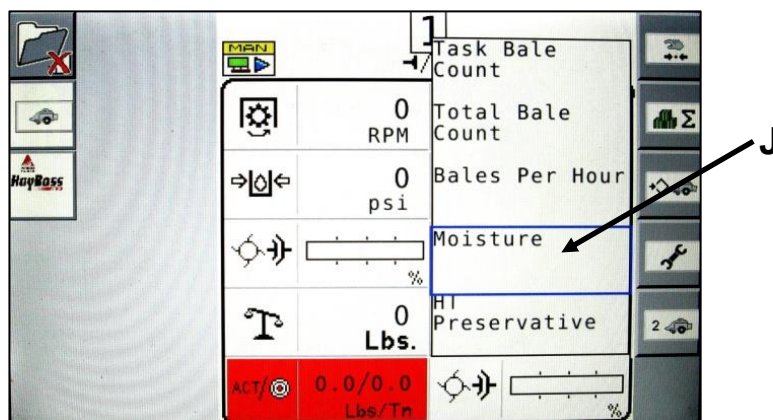 1
MAN
Task Bale
Count
0
RPM
Total Bale
Count
Σ
J
HayBoss
0
psi
Bales Per Hour
Moisture
%
0
Lbs.
HT
Preservative
2
ACT/
0.0/0.0
Lbs/Tn
%